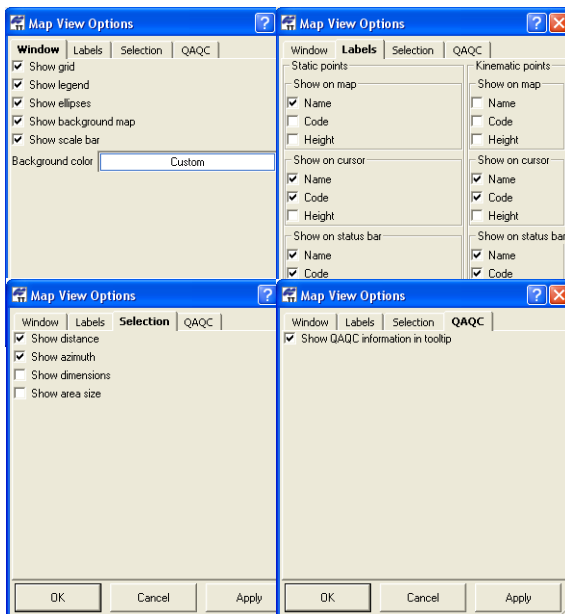 Map View Options ?
Window Labels Selection QAQC
Show grid
Show legend
Show ellipses
Show background map
Show scale bar
Background color Custom
Map View Options ?
Window Labels Selection QAQC
Static points Kinematic points
Show on map Show on map
Name Name
Code Code
Height Height
Show on cursor Show on cursor
Name Name
Code Code
Height Height
Show on status bar Show on status bar
Name Name
Code Code
Map View Options ?
Window Labels Selection QAQC
Show distance
Show azimuth
Show dimensions
Show area size
OK Cancel Apply
Map View Options ?
Window Labels Selection QAQC
Show QAQC information in tooltip
OK Cancel Apply